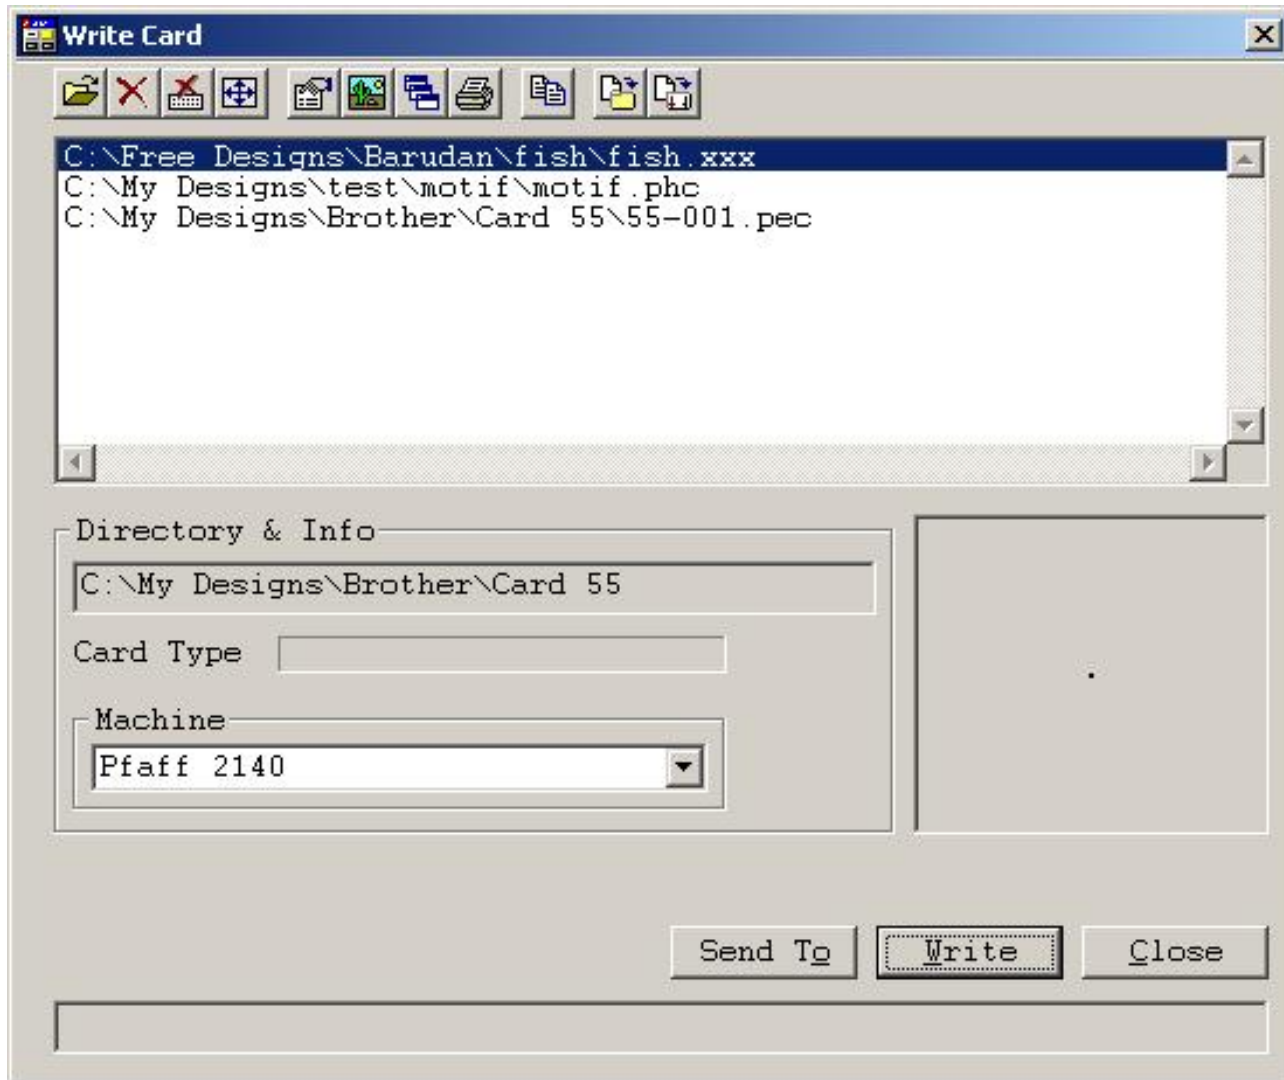 Write Card
C:\Free Designs\Barudan\fish\fish.xxx
C:\My Designs\test\motif\motif.phc
C:\My Designs\Brother\Card 55\55-001.pec
Directory & Info
C:\My Designs\Brother\Card 55
Card Type
Machine
Pfaff 2140
Send To
Write
Close